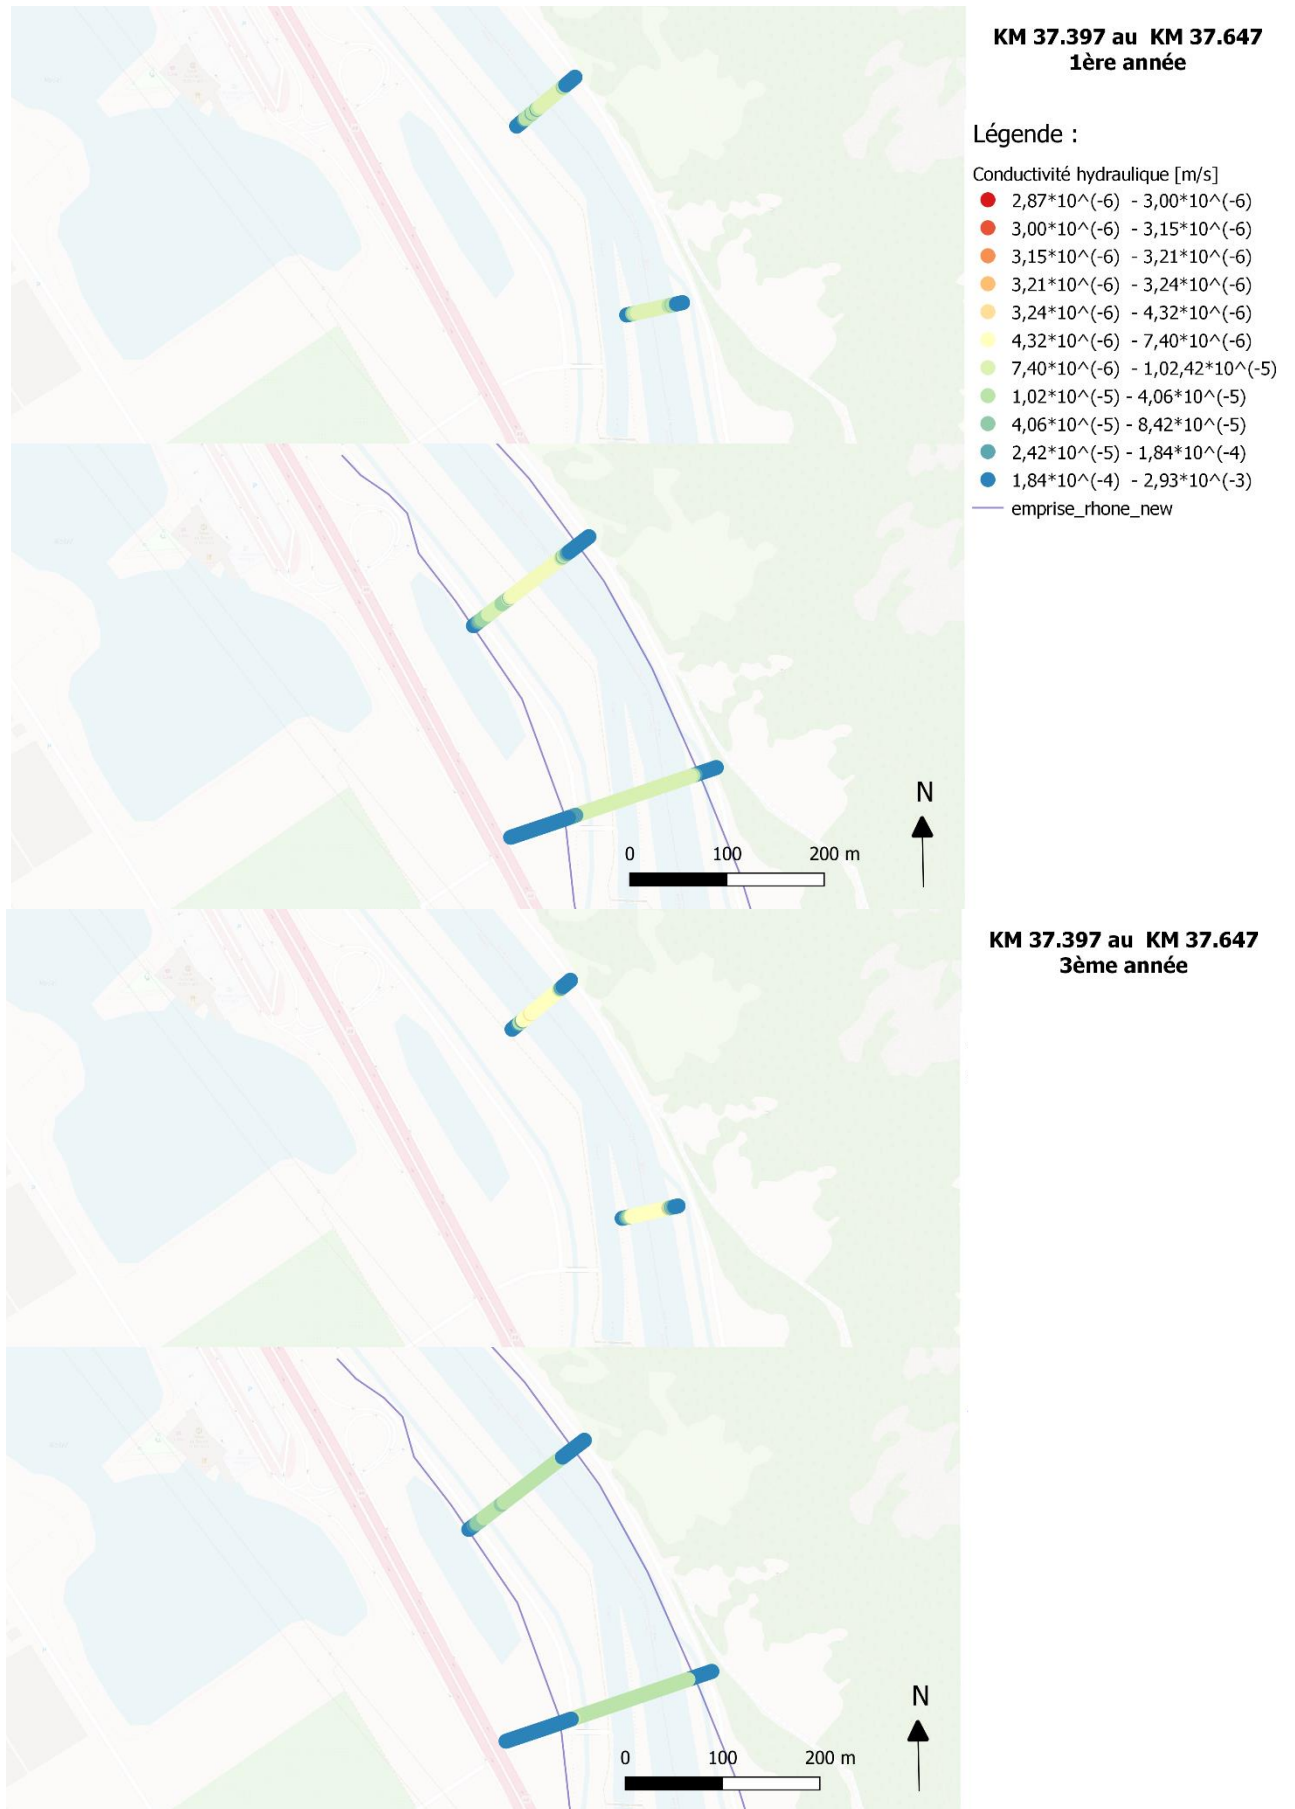 KM 37.397 au  KM 37.647
1ère année
Légende :
Conductivité hydraulique [m/s]
2,87*10^(-6)  - 3,00*10^(-6)
3,00*10^(-6)  - 3,15*10^(-6)
3,15*10^(-6)  - 3,21*10^(-6)
3,21*10^(-6)  - 3,24*10^(-6)
3,24*10^(-6)  - 4,32*10^(-6)
4,32*10^(-6)  - 7,40*10^(-6)
7,40*10^(-6)  - 1,02,42*10^(-5)
1,02*10^(-5) - 4,06*10^(-5)
4,06*10^(-5) - 8,42*10^(-5)
2,42*10^(-5) - 1,84*10^(-4)
1,84*10^(-4)  - 2,93*10^(-3)
emprise_rhone_new
N
0 100 200 m
KM 37.397 au  KM 37.647
3ème année
N
0 100 200 m